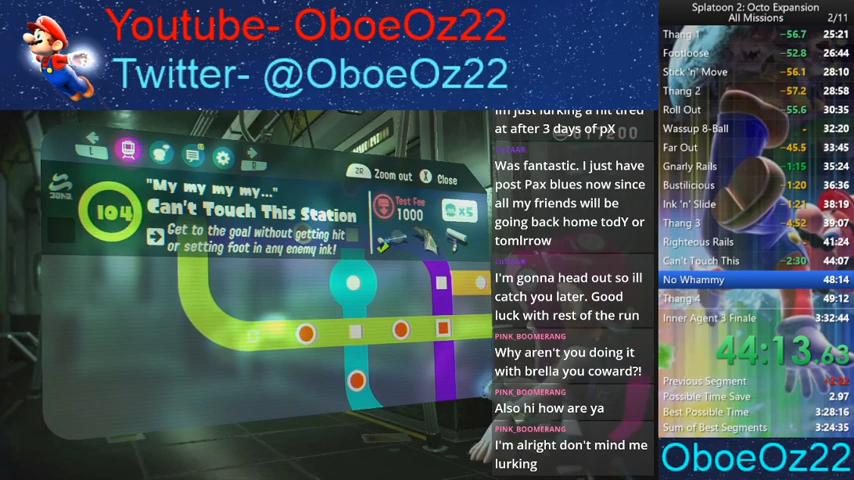 Youtube- OboeOz22
Twitter- @OboeOz22
L
R
ZR Zoom out X Close
104
"My my my my..."
Can't Touch This Station
Get to the goal without getting hit
or setting foot in any enemy ink!
Test Fee
1000
x5
at after 3 days of pX
Was fantastic. I just have
post Pax blues now since
all my friends will be
going back home todY or
tomIrrow
I'm gonna head out so ill
catch you later. Good
luck with rest of the run
PINK_BOOMERANG
Why aren't you doing it
with brella you coward?!
PINK_BOOMERANG
Also hi how are ya
PINK_BOOMERANG
I'm alright don't mind me
lurking
Splatoon 2: Octo Expansion
All Missions 2/11
Thang 1 −56.7 25:21
Footloose −52.8 26:44
Stick 'n' Move −56.1 28:10
Thang 2 −57.2 28:58
Roll Out −55.6 30:35
Wassup 8-Ball - 32:20
Far Out −45.5 33:45
Gnarly Rails −1:15 35:24
Bustilicious −1:20 36:36
Ink 'n' Slide −1:21 38:19
Thang 3 −4:52 39:07
Righteous Rails - 41:24
Can't Touch This −2:30 44:07
No Whammy 48:14
Thang 4 49:12
Inner Agent 3 Finale 3:32:44
44:13.63
Previous Segment
Possible Time Save 2.97
Best Possible Time 3:28:16
Sum of Best Segments 3:24:35
OboeOz22